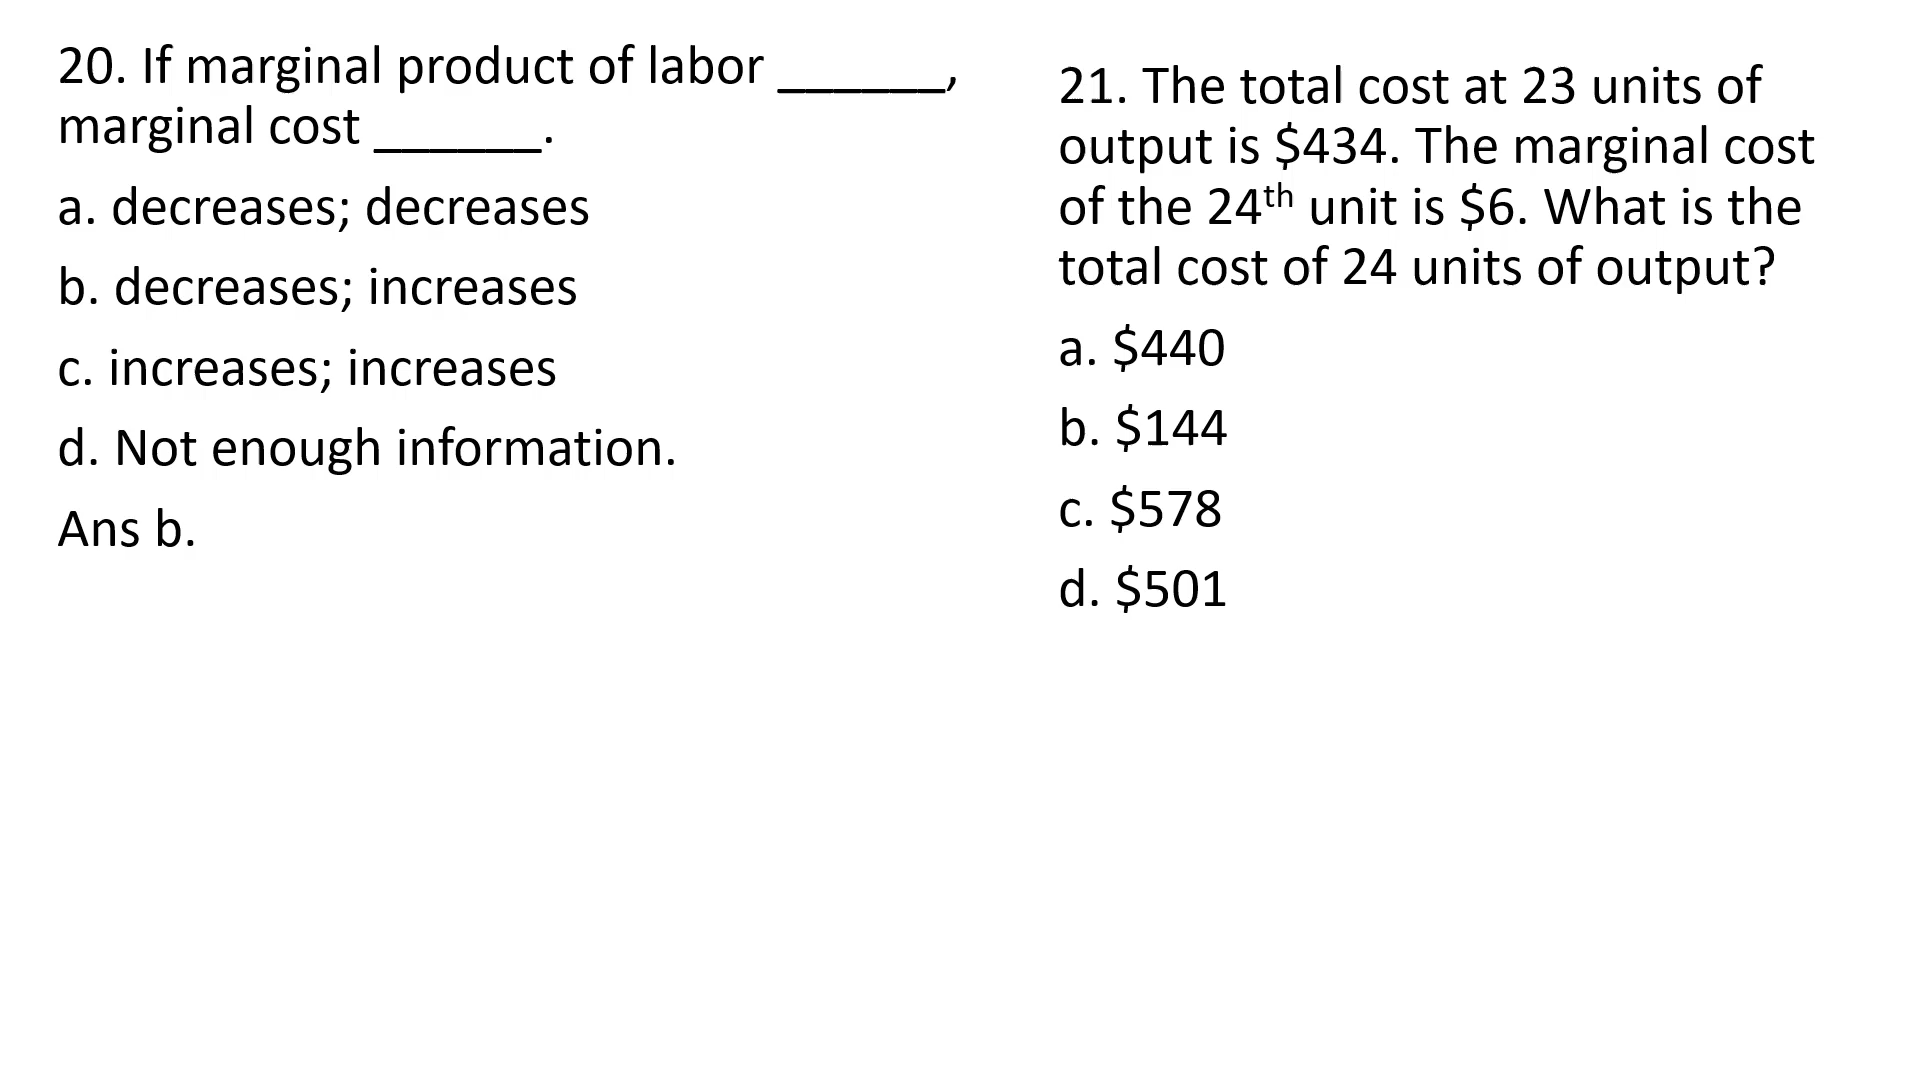 20. If marginal product of labor ______,
marginal cost ______.
a. decreases; decreases
b. decreases; increases
c. increases; increases
d. Not enough information.
Ans b.
21. The total cost at 23 units of
output is $434. The marginal cost
of the 24th unit is $6. What is the
total cost of 24 units of output?
a. $440
b. $144
c. $578
d. $501